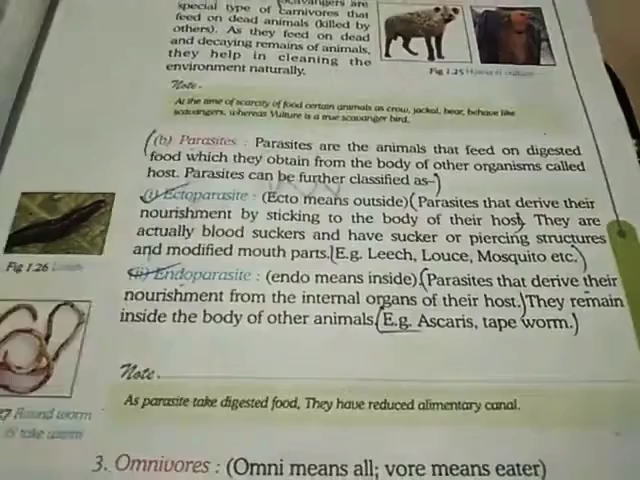 special type of carnivores that
feed on dead animals (killed by
others). As they feed on dead
and decaying remains of animals,
they help in cleaning the
environment naturally.
Fig 1.25
Note.
At the time of scarcity of food certain animals as crow, jackal, bear, behave like
scavangers, whereas Vulture is a true scavanger bird.
(b) Parasites : Parasites are the animals that feed on digested
food which they obtain from the body of other organisms called
host. Parasites can be further classified as-
(i) Ectoparasite : (Ecto means outside) Parasites that derive their
nourishment by sticking to the body of their host. They are
actually blood suckers and have sucker or piercing structures
and modified mouth parts. E.g. Leech, Louce, Mosquito etc.
Fig 1.26 Leech
(ii) Endoparasite : (endo means inside) Parasites that derive their
nourishment from the internal organs of their host. They remain
inside the body of other animals. E.g. Ascaris, tape worm.
Note.
As parasite take digested food, They have reduced alimentary canal.
27 Round worm
3. Omnivores : (Omni means all; vore means eater)